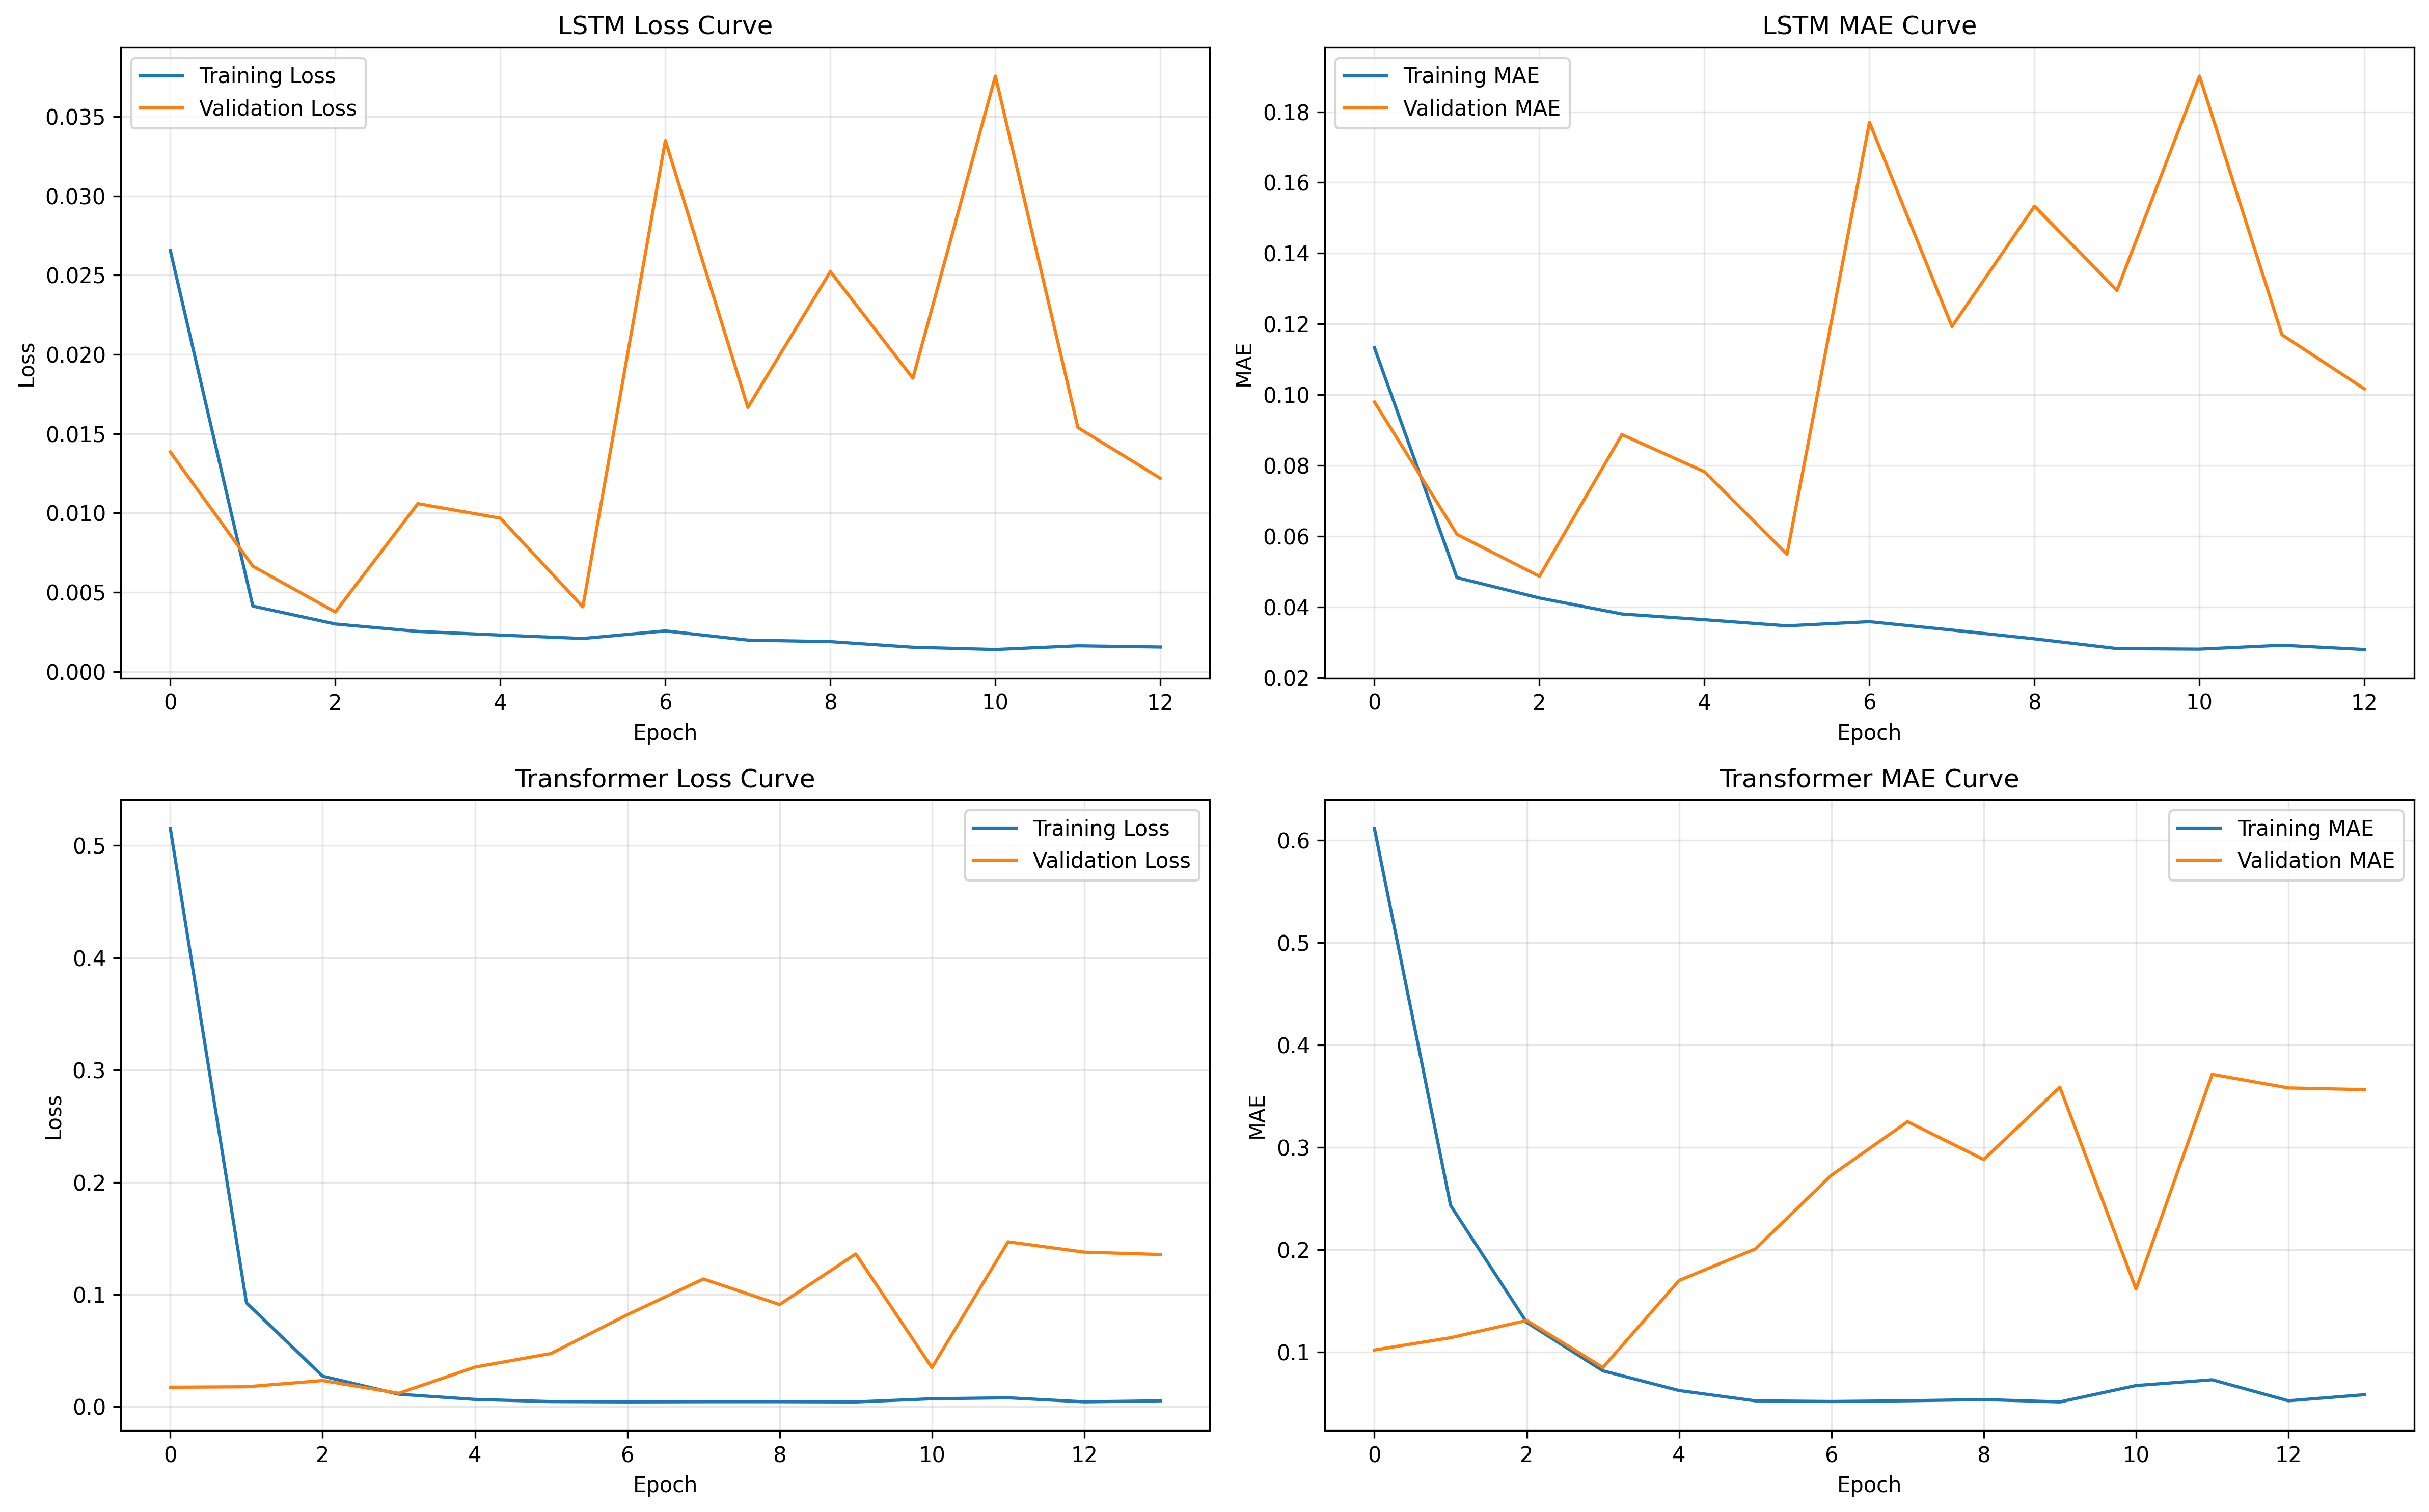 LSTM Loss Curve
Training Loss
Validation Loss
0.035
0.030
0.025
0.020
0.015
0.010
0.005
0.000
Loss
0 2 4 6 8 10 12
Epoch
LSTM MAE Curve
Training MAE
Validation MAE
0.18
0.16
0.14
0.12
0.10
0.08
0.06
0.04
0.02
MAE
0 2 4 6 8 10 12
Epoch
Transformer Loss Curve
Training Loss
Validation Loss
0.5
0.4
0.3
0.2
0.1
0.0
Loss
0 2 4 6 8 10 12
Epoch
Transformer MAE Curve
Training MAE
Validation MAE
0.6
0.5
0.4
0.3
0.2
0.1
MAE
0 2 4 6 8 10 12
Epoch